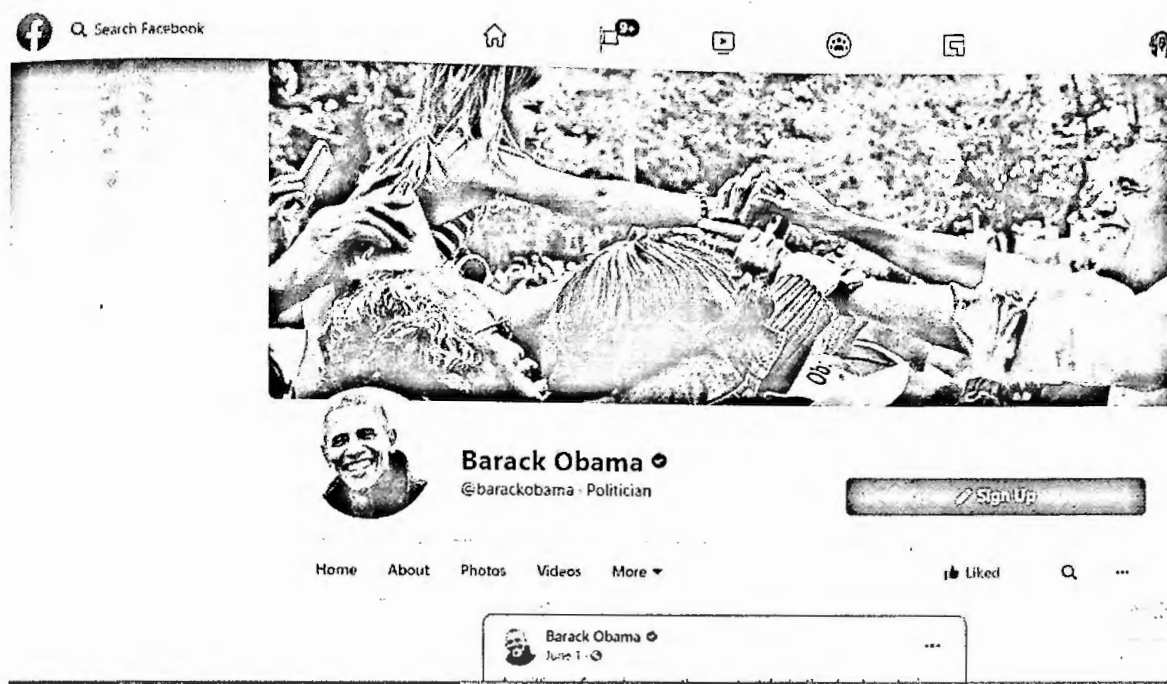 Search Facebook
9+
Ob
Barack Obama
@barackobama · Politician
Sign Up
Home About Photos Videos More
Liked
Barack Obama
June 1 ·